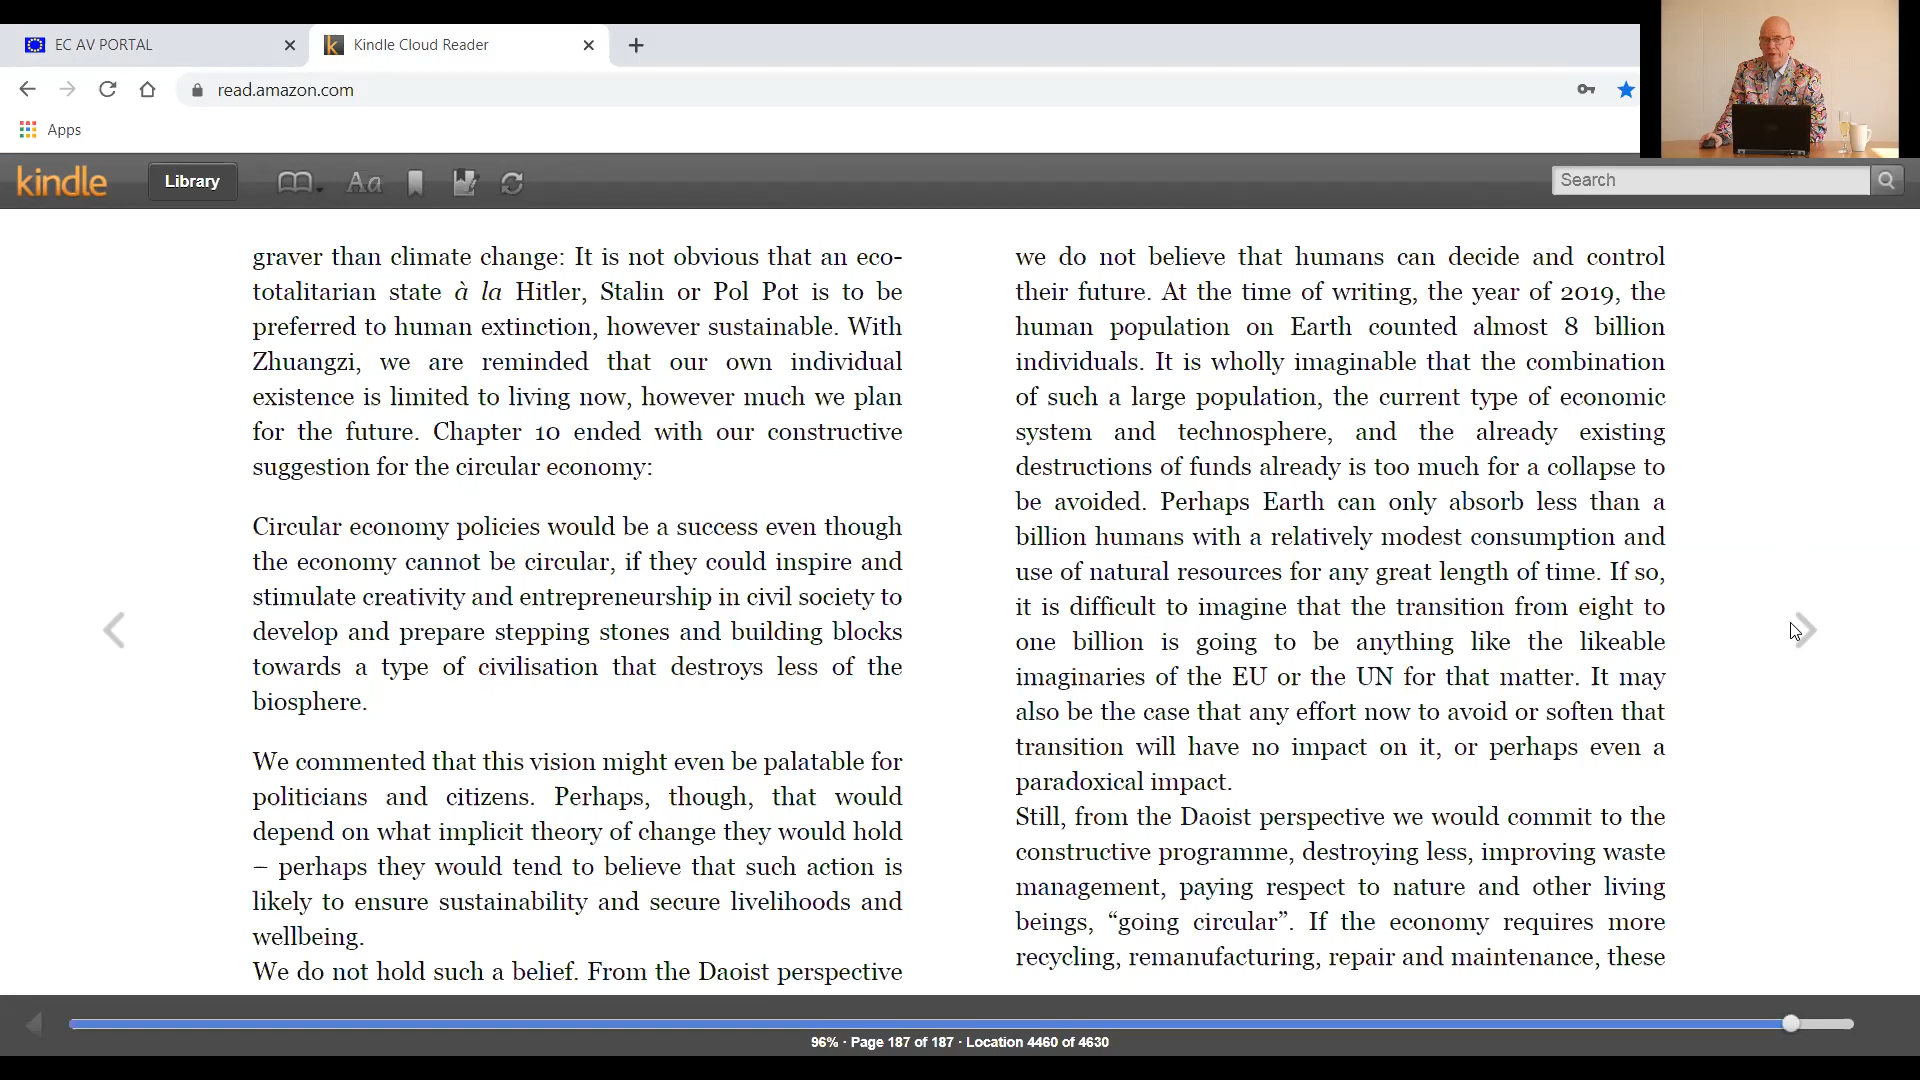 EC AV PORTAL
Kindle Cloud Reader
read.amazon.com
Apps
kindle
Library
Aa
Search
graver than climate change: It is not obvious that an eco-
totalitarian state à la Hitler, Stalin or Pol Pot is to be
preferred to human extinction, however sustainable. With
Zhuangzi, we are reminded that our own individual
existence is limited to living now, however much we plan
for the future. Chapter 10 ended with our constructive
suggestion for the circular economy:
Circular economy policies would be a success even though
the economy cannot be circular, if they could inspire and
stimulate creativity and entrepreneurship in civil society to
develop and prepare stepping stones and building blocks
towards a type of civilisation that destroys less of the
biosphere.
We commented that this vision might even be palatable for
politicians and citizens. Perhaps, though, that would
depend on what implicit theory of change they would hold
– perhaps they would tend to believe that such action is
likely to ensure sustainability and secure livelihoods and
wellbeing.
We do not hold such a belief. From the Daoist perspective
we do not believe that humans can decide and control
their future. At the time of writing, the year of 2019, the
human population on Earth counted almost 8 billion
individuals. It is wholly imaginable that the combination
of such a large population, the current type of economic
system and technosphere, and the already existing
destructions of funds already is too much for a collapse to
be avoided. Perhaps Earth can only absorb less than a
billion humans with a relatively modest consumption and
use of natural resources for any great length of time. If so,
it is difficult to imagine that the transition from eight to
one billion is going to be anything like the likeable
imaginaries of the EU or the UN for that matter. It may
also be the case that any effort now to avoid or soften that
transition will have no impact on it, or perhaps even a
paradoxical impact.
Still, from the Daoist perspective we would commit to the
constructive programme, destroying less, improving waste
management, paying respect to nature and other living
beings, “going circular”. If the economy requires more
recycling, remanufacturing, repair and maintenance, these
96% · Page 187 of 187 · Location 4460 of 4630